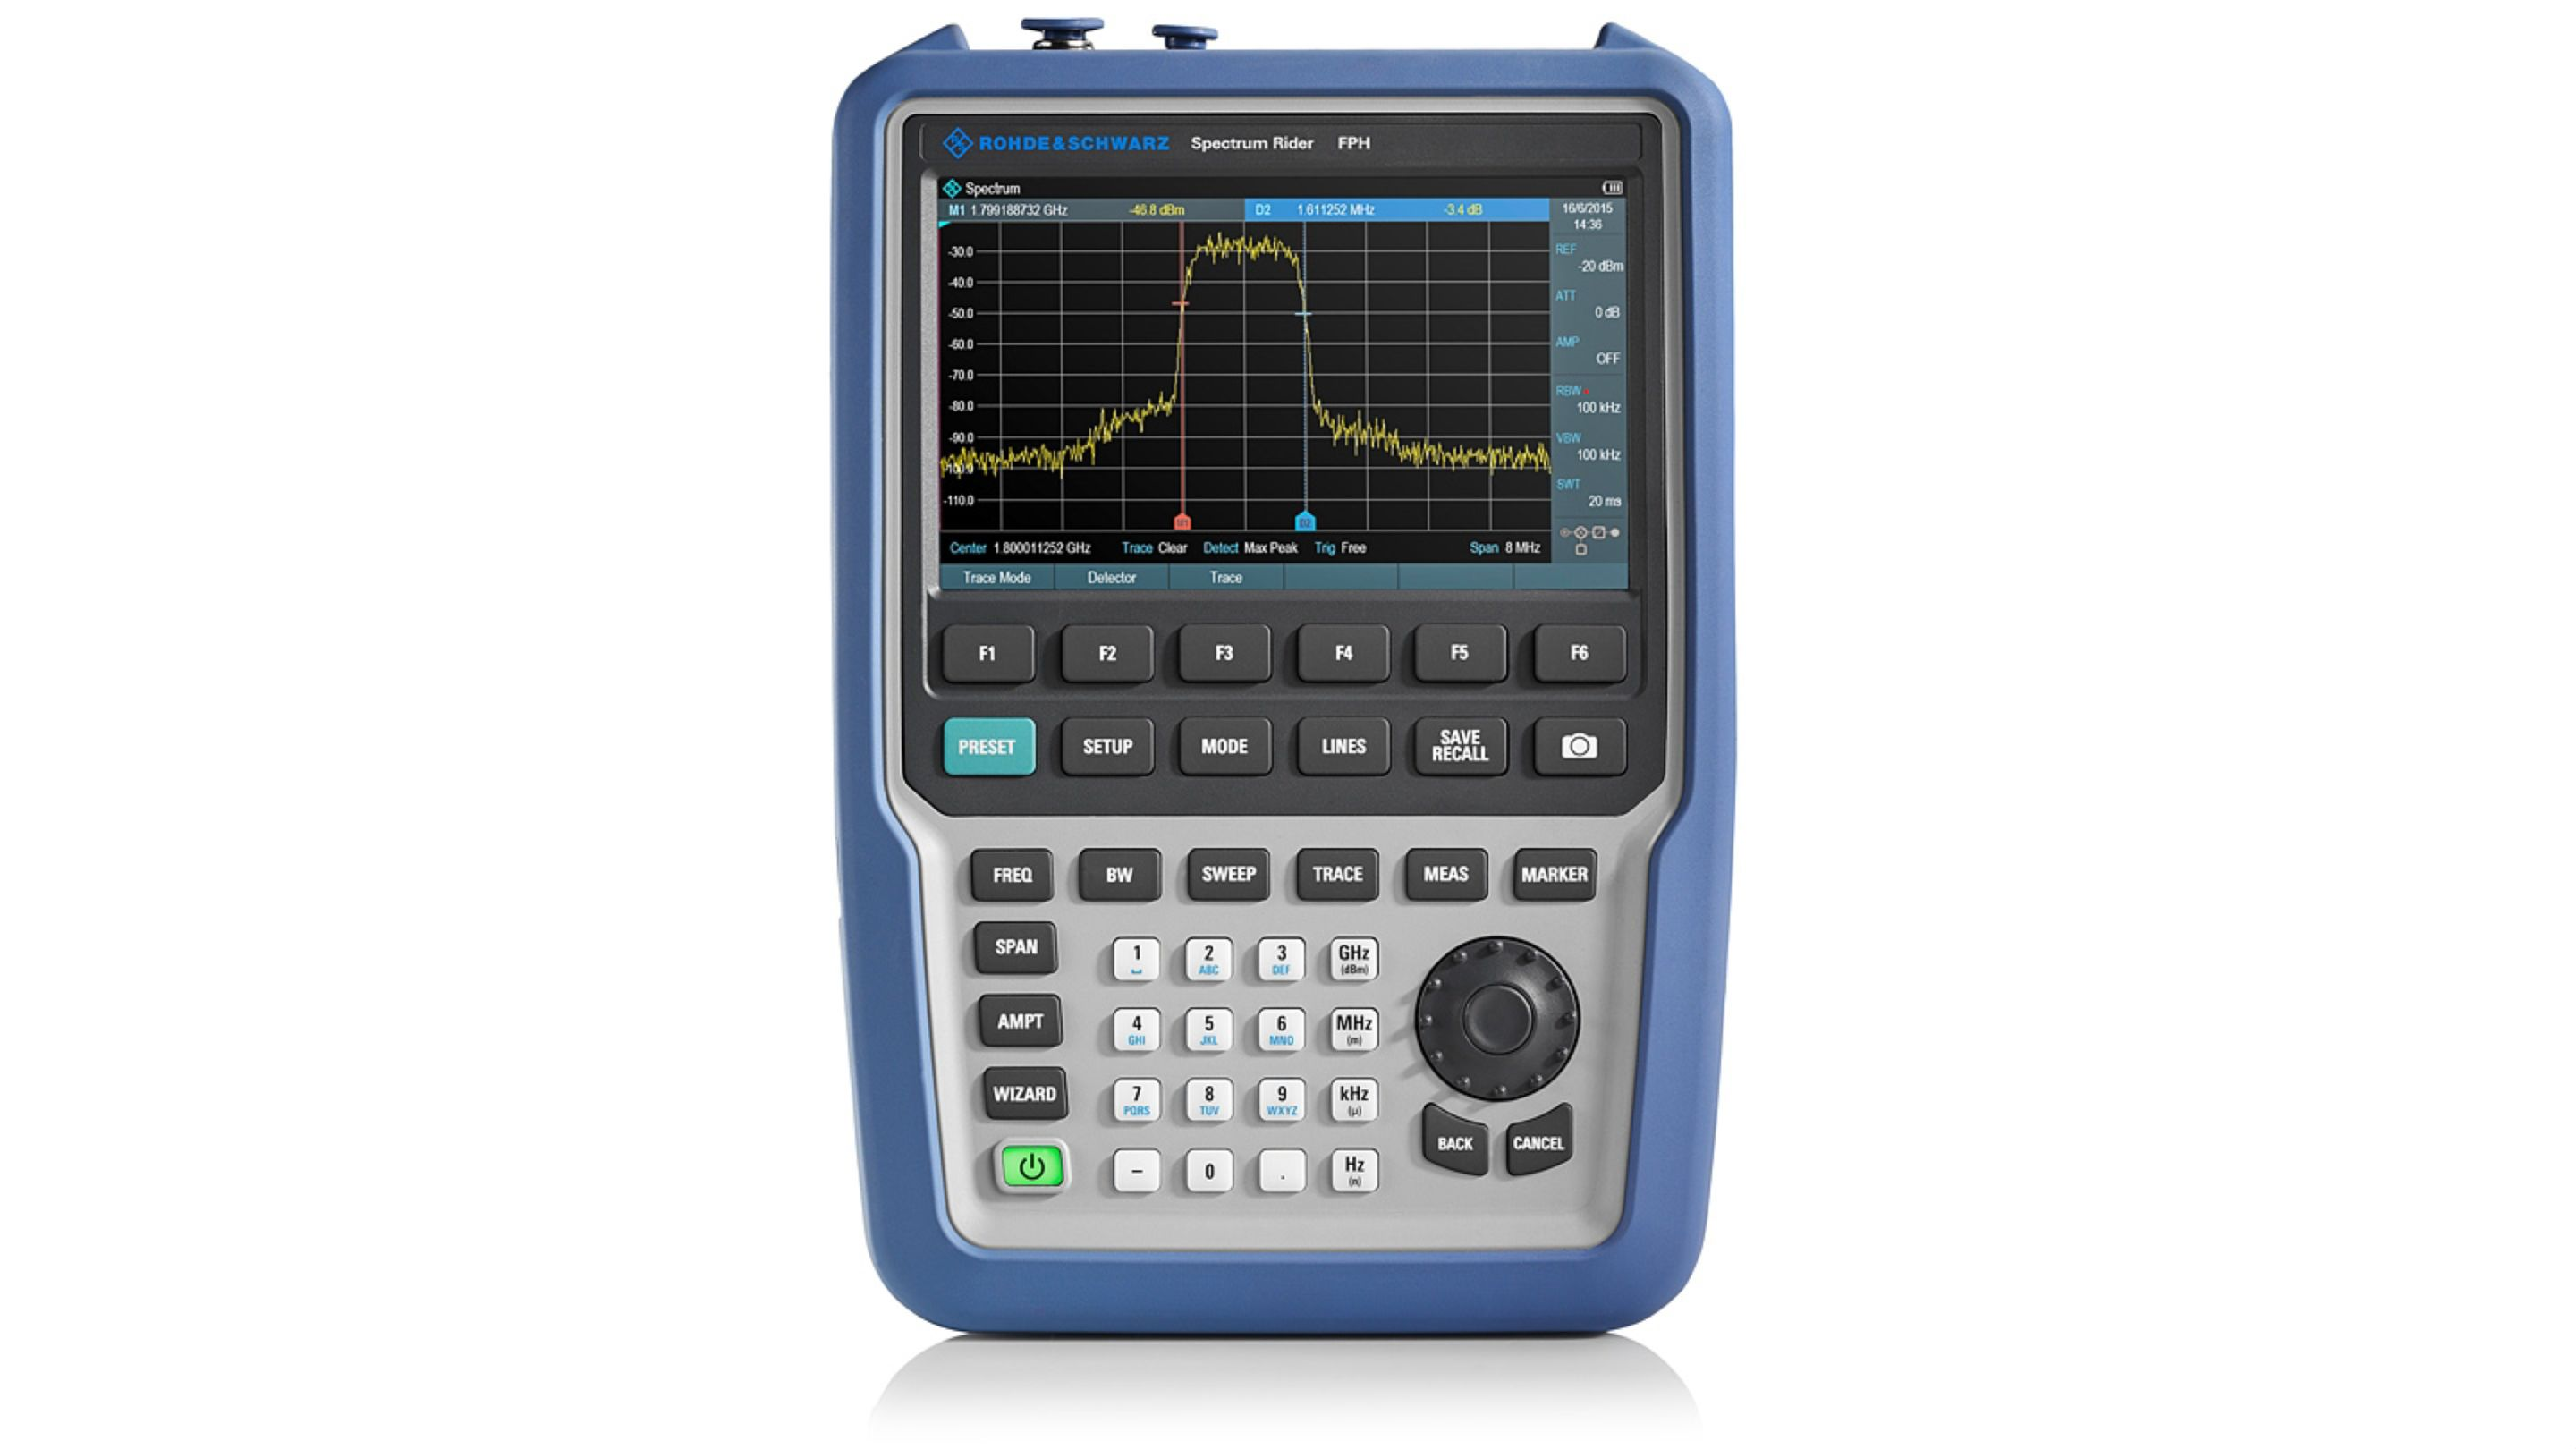 ROHDE&SCHWARZ Spectrum Rider FPH
Spectrum
M1 1.799188732 GHz -46.8 dBm D2 1.611252 MHz -3.4 dB 16/6/2015
14:36
-30.0 REF
-20 dBm
-40.0 ATT
-50.0 0 dB
-60.0 AMP
OFF
-70.0 RBW
-80.0 100 kHz
-90.0 VBW
100 kHz
-100.0 SWT
-110.0 20 ms
M1 D2
Center 1.800011252 GHz Trace Clear Detect Max Peak Trig Free Span 8 MHz
Trace Mode Detector Trace
F1 F2 F3 F4 F5 F6
PRESET SETUP MODE LINES SAVE RECALL
FREQ BW SWEEP TRACE MEAS MARKER
SPAN
AMPT
WIZARD
1 2 3 GHz
ABC DEF (dBm)
4 5 6 MHz
GHI JKL MNO (m)
7 8 9 kHz
PQRS TUV WXYZ (µ)
- 0 . Hz
(n)
BACK CANCEL